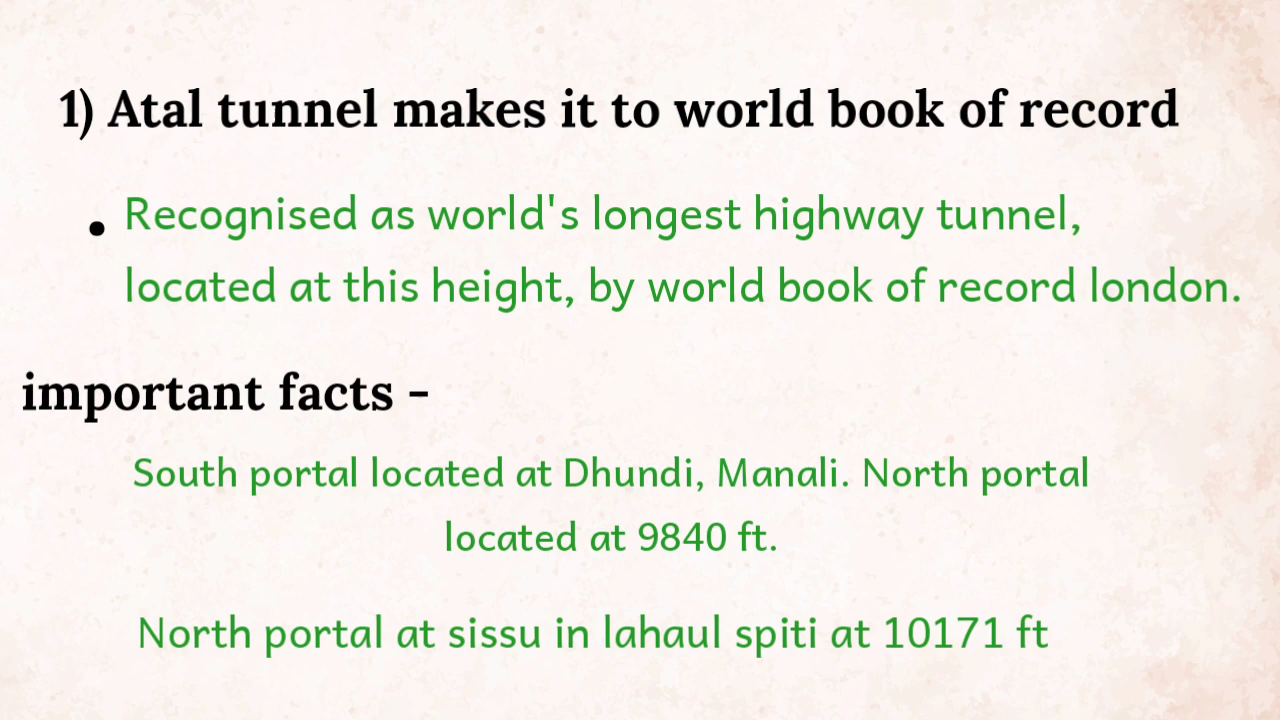 1) Atal tunnel makes it to world book of record
• Recognised as world's longest highway tunnel,
located at this height, by world book of record london.
important facts -
South portal located at Dhundi, Manali. North portal
located at 9840 ft.
North portal at sissu in lahaul spiti at 10171 ft